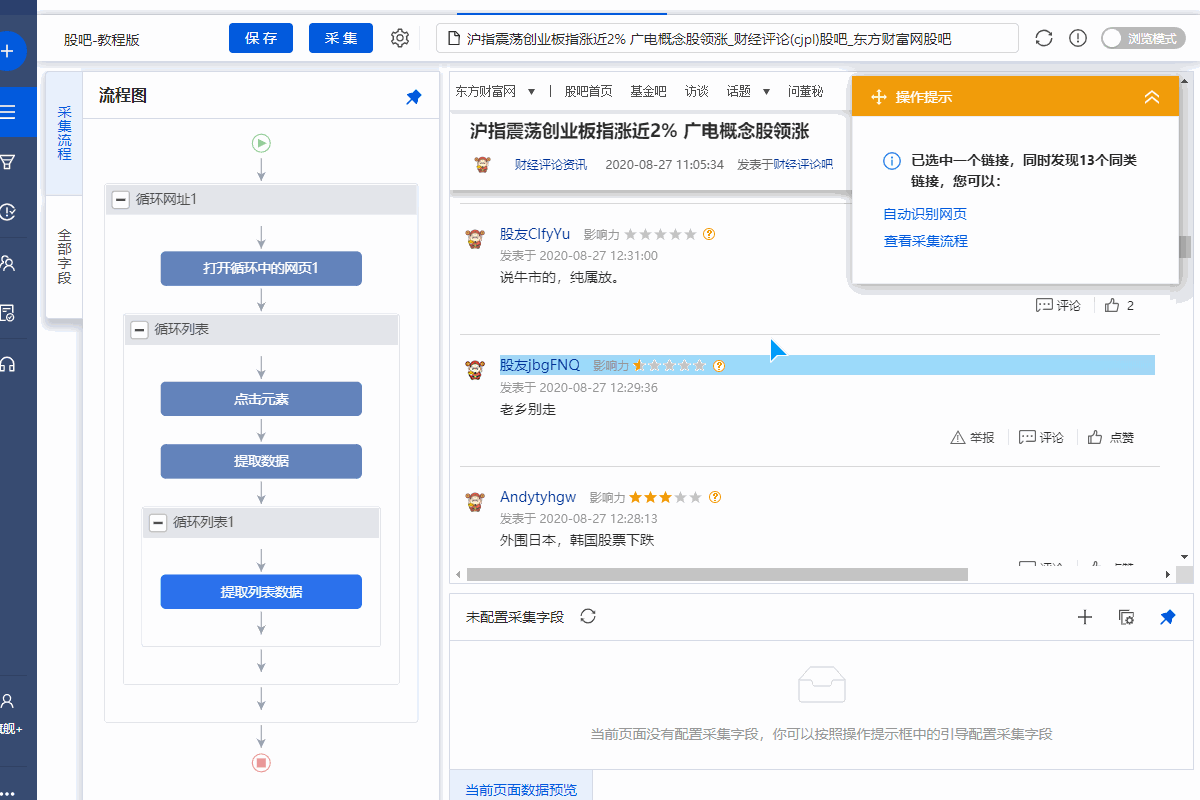 股吧-教程版
保 存
采 集
沪指震荡创业板指涨近2% 广电概念股领涨_财经评论(cjpl)股吧_东方财富网股吧
浏览模式
采集流程
全部字段
流程图
循环网址1
打开循环中的网页1
循环列表
点击元素
提取数据
循环列表1
提取列表数据
东方财富网 ▼ | 股吧首页 基金吧 访谈 话题 ▼ 问董秘
沪指震荡创业板指涨近2% 广电概念股领涨
财经评论资讯 2020-08-27 11:05:34 发表于财经评论吧
操作提示
已选中一个链接，同时发现13个同类
链接，您可以：
自动识别网页
查看采集流程
股友CIfyYu 影响力
发表于 2020-08-27 12:31:00
说牛市的，纯属放。
评论 2
股友jbgFNQ 影响力
发表于 2020-08-27 12:29:36
老乡别走
举报 评论 点赞
Andytyhgw 影响力
发表于 2020-08-27 12:28:13
外围日本，韩国股票下跌
未配置采集字段
当前页面没有配置采集字段，你可以按照操作提示框中的引导配置采集字段
当前页面数据预览